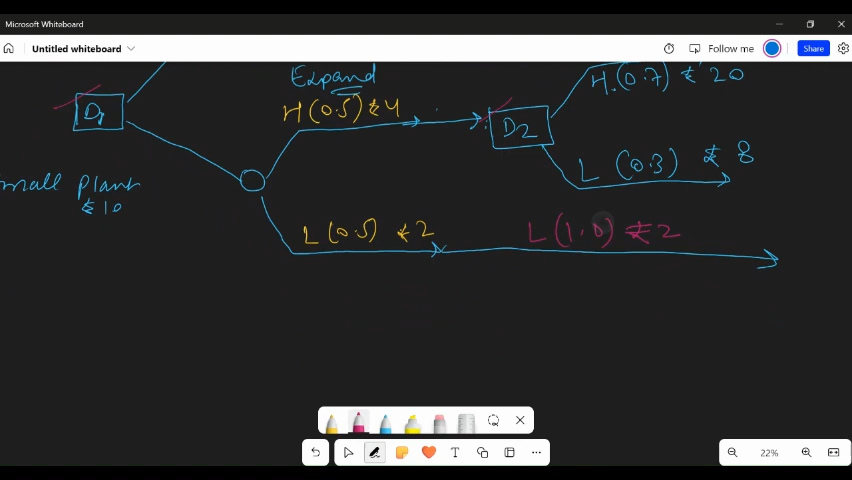 Microsoft Whiteboard
Untitled whiteboard
Follow me
Share
Expand
H (0.5) ₹ 4
H. (0.7) ₹ 20
D1
D2
L (0.3) ₹ 8
mall plant
₹ 10
L (0.5) ₹ 2
L (1.0) ₹ 2
22%